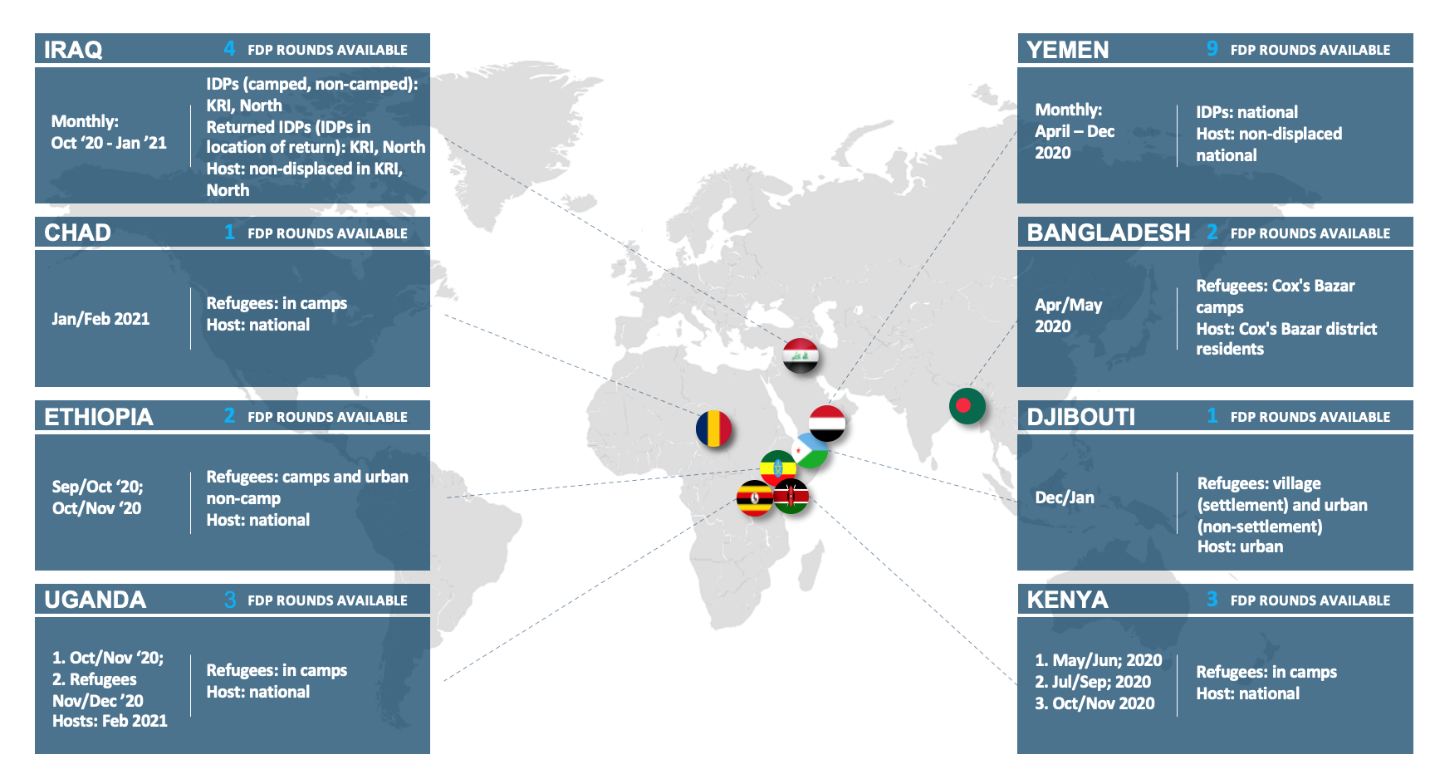 IRAQ 4 FDP ROUNDS AVAILABLE
Monthly:
Oct ‘20 - Jan ’21
IDPs (camped, non-camped):
KRI, North
Returned IDPs (IDPs in
location of return): KRI, North
Host: non-displaced in KRI,
North
CHAD 1 FDP ROUNDS AVAILABLE
Jan/Feb 2021
Refugees: in camps
Host: national
ETHIOPIA 2 FDP ROUNDS AVAILABLE
Sep/Oct ‘20;
Oct/Nov ‘20
Refugees: camps and urban
non-camp
Host: national
UGANDA 3 FDP ROUNDS AVAILABLE
1. Oct/Nov ‘20;
2. Refugees
Nov/Dec ’20
Hosts: Feb 2021
Refugees: in camps
Host: national
YEMEN 9 FDP ROUNDS AVAILABLE
Monthly:
April – Dec
2020
IDPs: national
Host: non-displaced
national
BANGLADESH 2 FDP ROUNDS AVAILABLE
Apr/May
2020
Refugees: Cox's Bazar
camps
Host: Cox's Bazar district
residents
DJIBOUTI 1 FDP ROUNDS AVAILABLE
Dec/Jan
Refugees: village
(settlement) and urban
(non-settlement)
Host: urban
KENYA 3 FDP ROUNDS AVAILABLE
1. May/Jun; 2020
2. Jul/Sep; 2020
3. Oct/Nov 2020
Refugees: in camps
Host: national